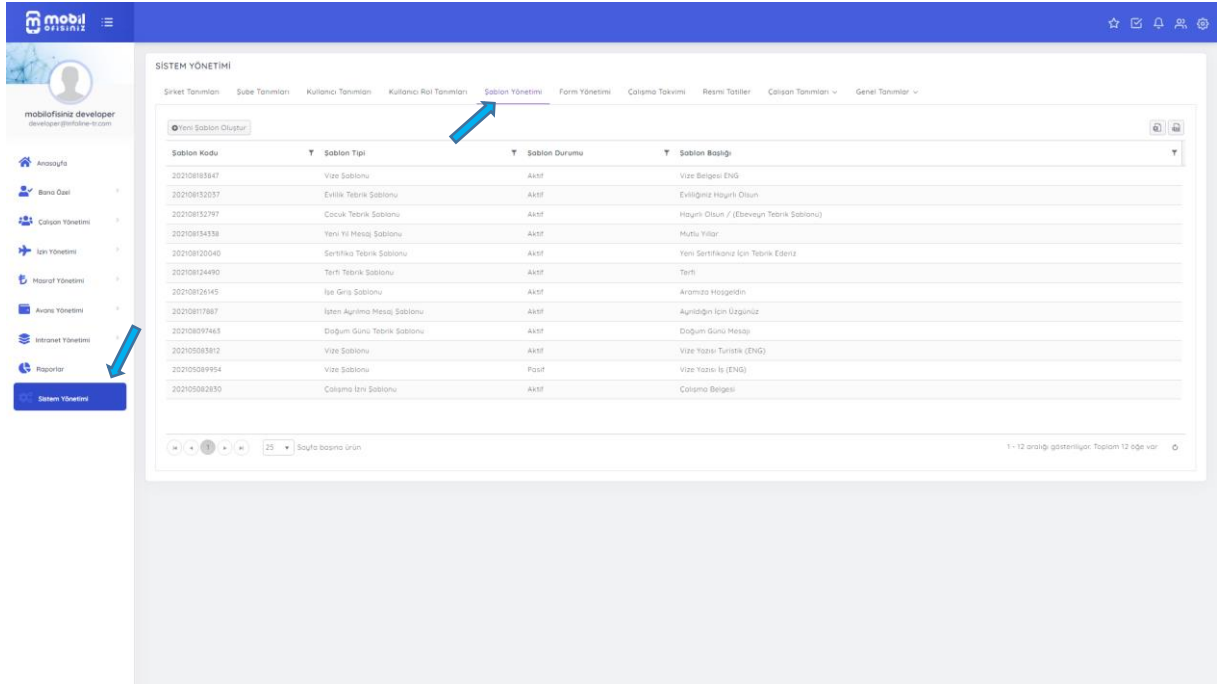 mobil
OFİSİNİZ
mobilofisiniz developer
developer@infoline-tr.com
Anasayfa
Bana Özel
Çalışan Yönetimi
İzin Yönetimi
Masraf Yönetimi
Avans Yönetimi
Intranet Yönetimi
Raporlar
Sistem Yönetimi
SİSTEM YÖNETİMİ
Şirket Tanımları Şube Tanımları Kullanıcı Tanımları Kullanıcı Rol Tanımları Şablon Yönetimi Form Yönetimi Çalışma Takvimi Resmi Tatiller Çalışan Tanımları Genel Tanımlar
Yeni Şablon Oluştur
Şablon Kodu Şablon Tipi Şablon Durumu Şablon Başlığı
202108183847 Vize Şablonu Aktif Vize Belgesi ENG
202108132037 Evlilik Tebrik Şablonu Aktif Evliliğiniz Hayırlı Olsun
202108132797 Çocuk Tebrik Şablonu Aktif Hayırlı Olsun / (Ebeveyn Tebrik Şablonu)
202108134338 Yeni Yıl Mesaj Şablonu Aktif Mutlu Yıllar
202108120040 Sertifika Tebrik Şablonu Aktif Yeni Sertifikanız İçin Tebrik Ederiz
202108124490 Terfi Tebrik Şablonu Aktif Terfi
202108126145 İşe Giriş Şablonu Aktif Aramıza Hoşgeldin
202108117887 İşten Ayrılma Mesaj Şablonu Aktif Ayrıldığın İçin Üzgünüz
202108097463 Doğum Günü Tebrik Şablonu Aktif Doğum Günü Mesajı
202105083812 Vize Şablonu Aktif Vize Yazısı Turistik (ENG)
202105089954 Vize Şablonu Pasif Vize Yazısı İş (ENG)
202105082830 Çalışma İzni Şablonu Aktif Çalışma Belgesi
1 25 Sayfa başına ürün 1 - 12 aralığı gösteriliyor. Toplam 12 öğe var